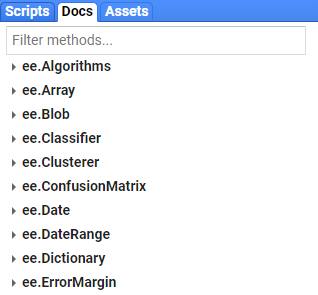 Scripts Docs Assets
Filter methods...
ee.Algorithms
ee.Array
ee.Blob
ee.Classifier
ee.Clusterer
ee.ConfusionMatrix
ee.Date
ee.DateRange
ee.Dictionary
ee.ErrorMargin